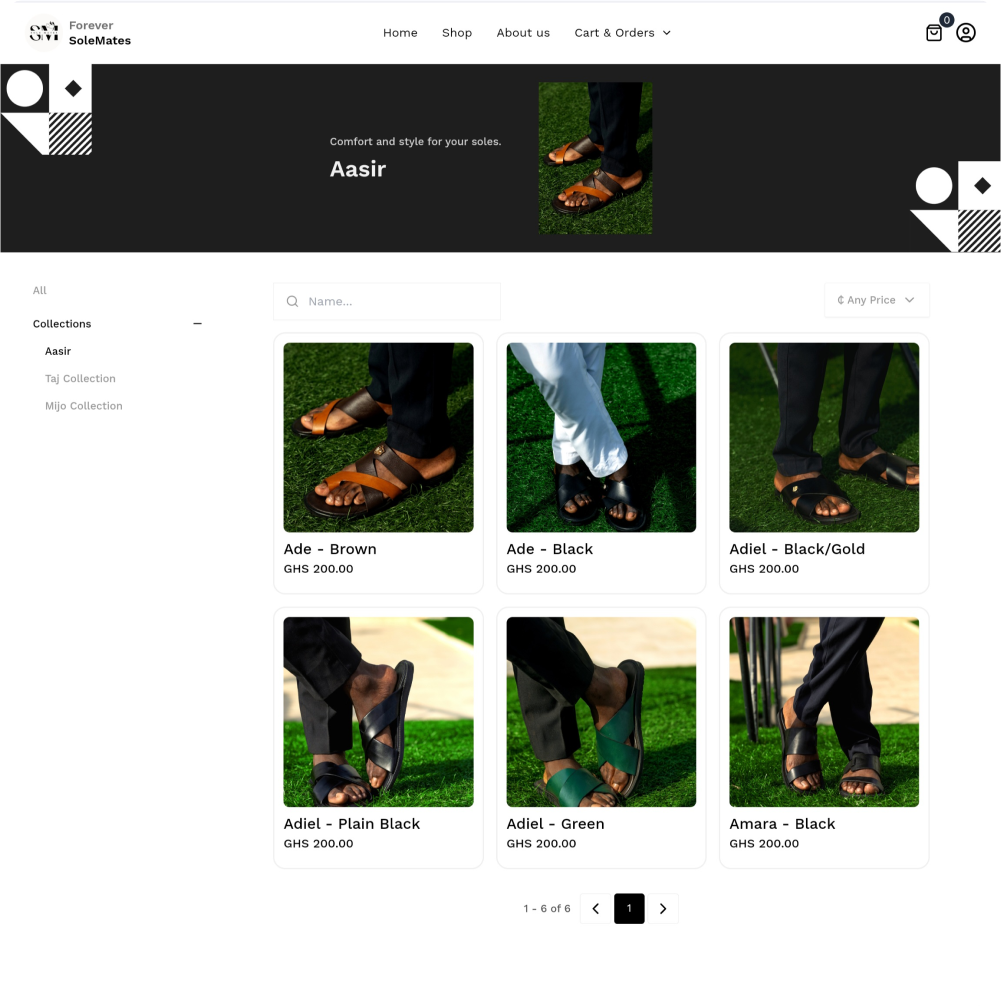 SM
Forever
SoleMates
Home
Shop
About us
Cart & Orders
0
Comfort and style for your soles.
Aasir
All
Collections
Aasir
Taj Collection
Mijo Collection
Name...
₵ Any Price
Ade - Brown
GHS 200.00
Ade - Black
GHS 200.00
Adiel - Black/Gold
GHS 200.00
Adiel - Plain Black
GHS 200.00
Adiel - Green
GHS 200.00
Amara - Black
GHS 200.00
1 - 6 of 6
1